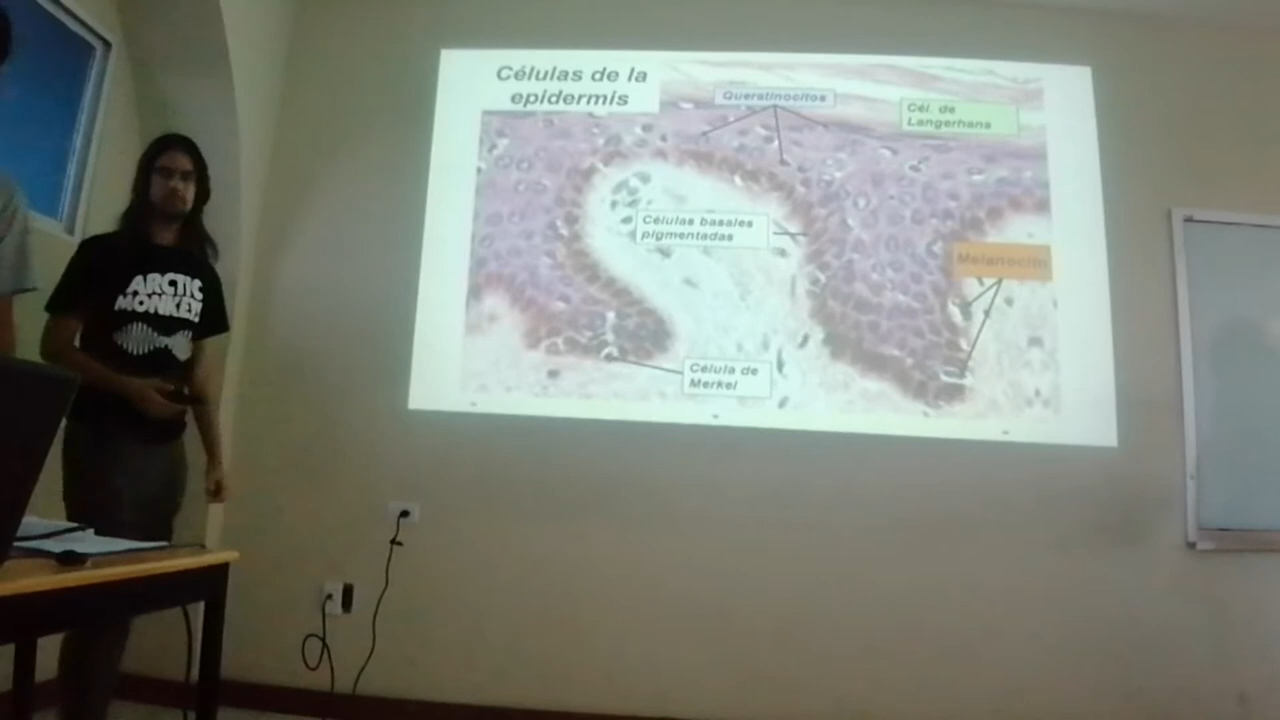 Células de la
epidermis
Queratinocitos
Cél. de
Langerhans
Células basales
pigmentadas
Melanocito
Célula de
Merkel
ARCTIC
MONKEYS